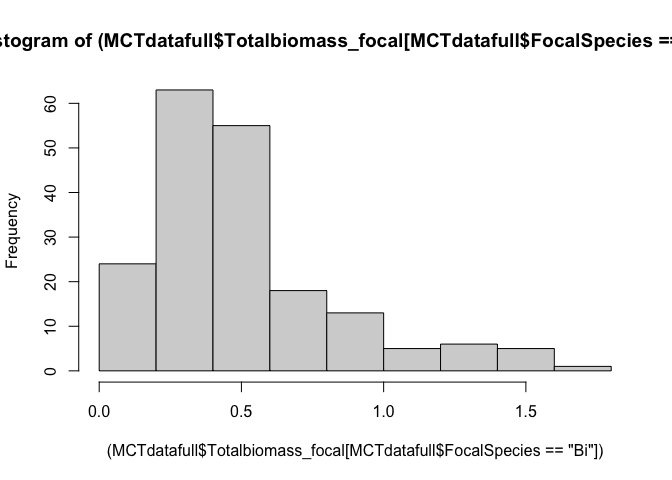 stogram of (MCTdatafull$Totalbiomass_focal[MCTdatafull$FocalSpecies ==
Frequency
60
50
40
30
20
10
0
0.0 0.5 1.0 1.5
(MCTdatafull$Totalbiomass_focal[MCTdatafull$FocalSpecies == "Bi"])